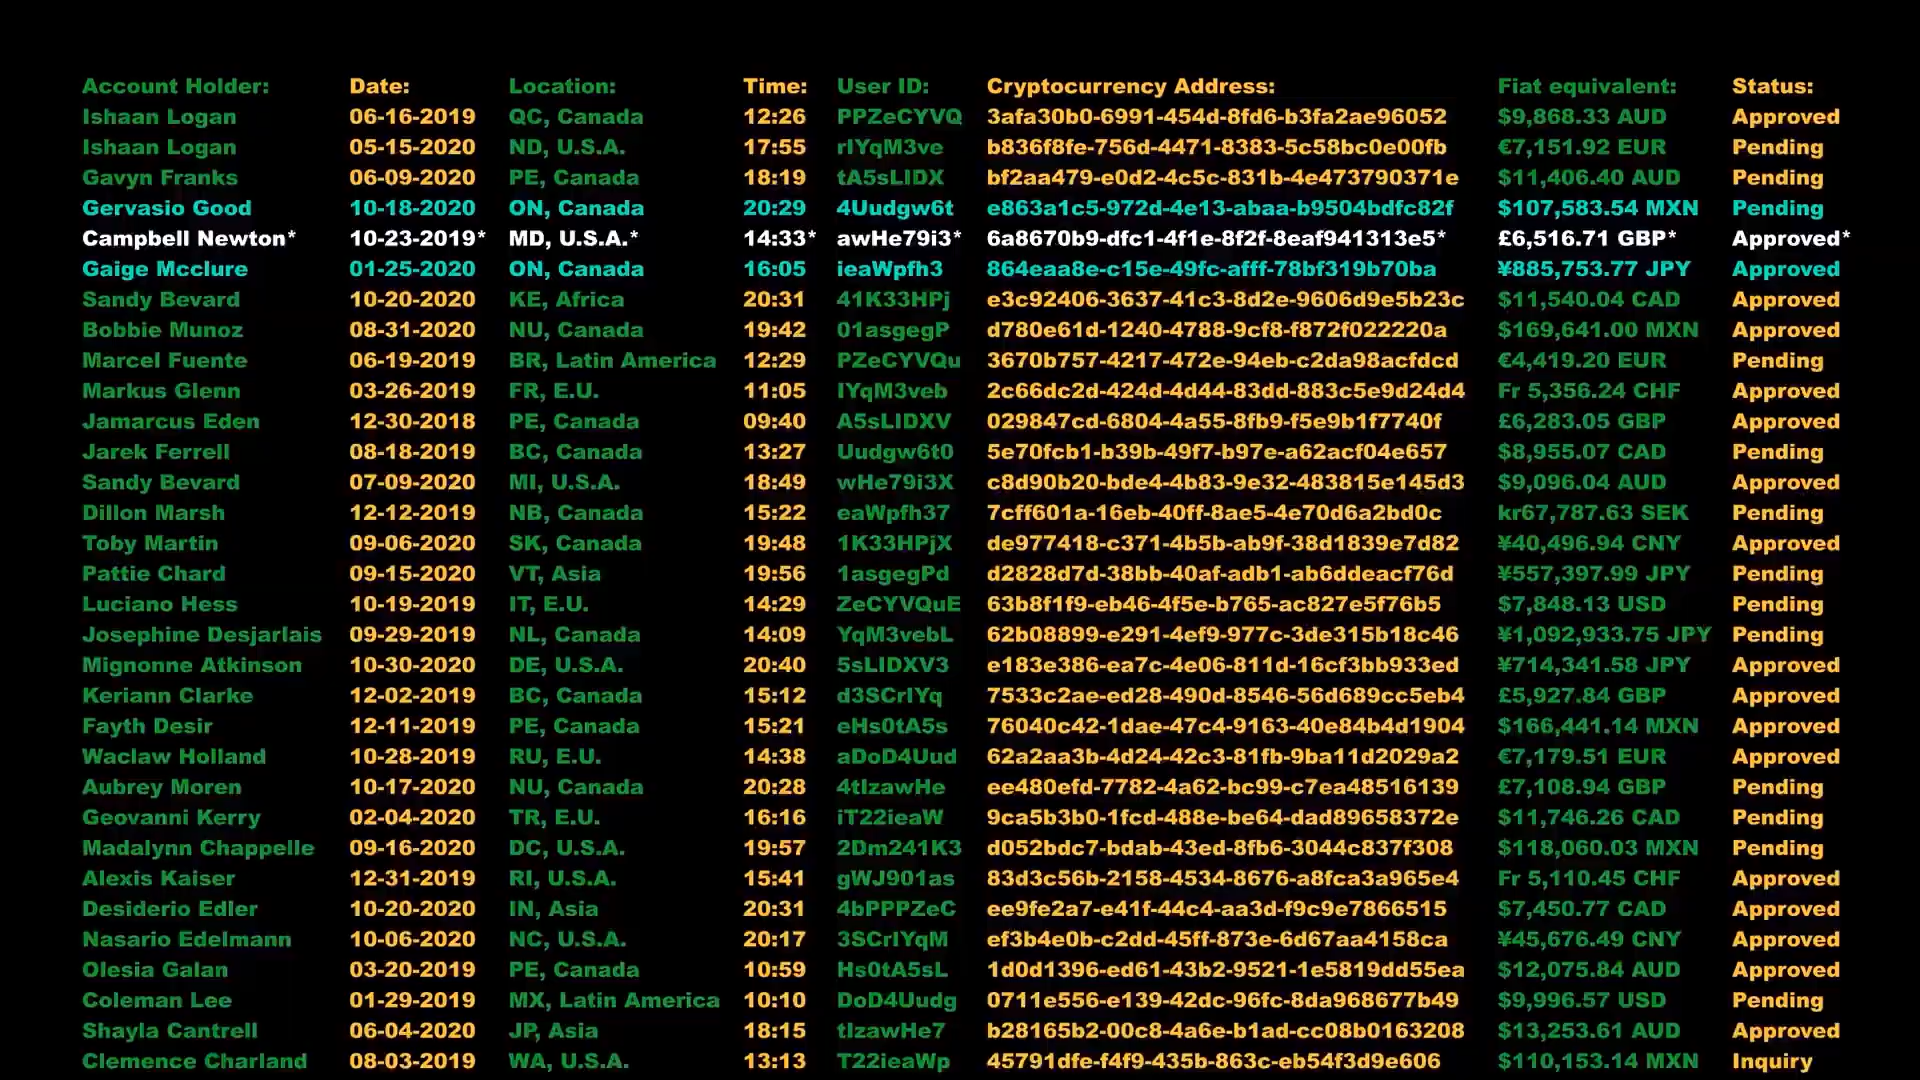 Account Holder: Date: Location: Time: User ID: Cryptocurrency Address: Fiat equivalent: Status:
Ishaan Logan 06-16-2019 QC, Canada 12:26 PPZeCYVQ 3afa30b0-6991-454d-8fd6-b3fa2ae96052 $9,868.33 AUD Approved
Ishaan Logan 05-15-2020 ND, U.S.A. 17:55 rIYqM3ve b836f8fe-756d-4471-8383-5c58bc0e00fb €7,151.92 EUR Pending
Gavyn Franks 06-09-2020 PE, Canada 18:19 tA5sLIDX bf2aa479-e0d2-4c5c-831b-4e473790371e $11,406.40 AUD Pending
Gervasio Good 10-18-2020 ON, Canada 20:29 4Uudgw6t e863a1c5-972d-4e13-abaa-b9504bdfc82f $107,583.54 MXN Pending
Campbell Newton* 10-23-2019* MD, U.S.A.* 14:33* awHe79i3* 6a8670b9-dfc1-4f1e-8f2f-8eaf941313e5* £6,516.71 GBP* Approved*
Gaige Mcclure 01-25-2020 ON, Canada 16:05 ieaWpfh3 864eaa8e-c15e-49fc-afff-78bf319b70ba ¥885,753.77 JPY Approved
Sandy Bevard 10-20-2020 KE, Africa 20:31 41K33HPj e3c92406-3637-41c3-8d2e-9606d9e5b23c $11,540.04 CAD Approved
Bobbie Munoz 08-31-2020 NU, Canada 19:42 01asgegP d780e61d-1240-4788-9cf8-f872f022220a $169,641.00 MXN Approved
Marcel Fuente 06-19-2019 BR, Latin America 12:29 PZeCYVQu 3670b757-4217-472e-94eb-c2da98acfdcd €4,419.20 EUR Pending
Markus Glenn 03-26-2019 FR, E.U. 11:05 IYqM3veb 2c66dc2d-424d-4d44-83dd-883c5e9d24d4 Fr 5,356.24 CHF Approved
Jamarcus Eden 12-30-2018 PE, Canada 09:40 A5sLIDXV 029847cd-6804-4a55-8fb9-f5e9b1f7740f £6,283.05 GBP Approved
Jarek Ferrell 08-18-2019 BC, Canada 13:27 Uudgw6t0 5e70fcb1-b39b-49f7-b97e-a62acf04e657 $8,955.07 CAD Pending
Sandy Bevard 07-09-2020 MI, U.S.A. 18:49 wHe79i3X c8d90b20-bde4-4b83-9e32-483815e145d3 $9,096.04 AUD Approved
Dillon Marsh 12-12-2019 NB, Canada 15:22 eaWpfh37 7cff601a-16eb-40ff-8ae5-4e70d6a2bd0c kr67,787.63 SEK Pending
Toby Martin 09-06-2020 SK, Canada 19:48 1K33HPjX de977418-c371-4b5b-ab9f-38d1839e7d82 ¥40,496.94 CNY Approved
Pattie Chard 09-15-2020 VT, Asia 19:56 1asgegPd d2828d7d-38bb-40af-adb1-ab6ddeacf76d ¥557,397.99 JPY Pending
Luciano Hess 10-19-2019 IT, E.U. 14:29 ZeCYVQuE 63b8f1f9-eb46-4f5e-b765-ac827e5f76b5 $7,848.13 USD Pending
Josephine Desjarlais 09-29-2019 NL, Canada 14:09 YqM3vebL 62b08899-e291-4ef9-977c-3de315b18c46 ¥1,092,933.75 JPY Pending
Mignonne Atkinson 10-30-2020 DE, U.S.A. 20:40 5sLIDXV3 e183e386-ea7c-4e06-811d-16cf3bb933ed ¥714,341.58 JPY Approved
Keriann Clarke 12-02-2019 BC, Canada 15:12 d3SCrIYq 7533c2ae-ed28-490d-8546-56d689cc5eb4 £5,927.84 GBP Approved
Fayth Desir 12-11-2019 PE, Canada 15:21 eHs0tA5s 76040c42-1dae-47c4-9163-40e84b4d1904 $166,441.14 MXN Approved
Waclaw Holland 10-28-2019 RU, E.U. 14:38 aDoD4Uud 62a2aa3b-4d24-42c3-81fb-9ba11d2029a2 €7,179.51 EUR Approved
Aubrey Moren 10-17-2020 NU, Canada 20:28 4tIzawHe ee480efd-7782-4a62-bc99-c7ea48516139 £7,108.94 GBP Pending
Geovanni Kerry 02-04-2020 TR, E.U. 16:16 iT22ieaW 9ca5b3b0-1fcd-488e-be64-dad89658372e $11,746.26 CAD Pending
Madalynn Chappelle 09-16-2020 DC, U.S.A. 19:57 2Dm241K3 d052bdc7-bdab-43ed-8fb6-3044c837f308 $118,060.03 MXN Pending
Alexis Kaiser 12-31-2019 RI, U.S.A. 15:41 gWJ901as 83d3c56b-2158-4534-8676-a8fca3a965e4 Fr 5,110.45 CHF Approved
Desiderio Edler 10-20-2020 IN, Asia 20:31 4bPPPZeC ee9fe2a7-e41f-44c4-aa3d-f9c9e7866515 $7,450.77 CAD Approved
Nasario Edelmann 10-06-2020 NC, U.S.A. 20:17 3SCrIYqM ef3b4e0b-c2dd-45ff-873e-6d67aa4158ca ¥45,676.49 CNY Approved
Olesia Galan 03-20-2019 PE, Canada 10:59 Hs0tA5sL 1d0d1396-ed61-43b2-9521-1e5819dd55ea $12,075.84 AUD Approved
Coleman Lee 01-29-2019 MX, Latin America 10:10 DoD4Uudg 0711e556-e139-42dc-96fc-8da968677b49 $9,996.57 USD Pending
Shayla Cantrell 06-04-2020 JP, Asia 18:15 tIzawHe7 b28165b2-00c8-4a6e-b1ad-cc08b0163208 $13,253.61 AUD Approved
Clemence Charland 08-03-2019 WA, U.S.A. 13:13 T22ieaWp 45791dfe-f4f9-435b-863c-eb54f3d9e606 $110,153.14 MXN Inquiry